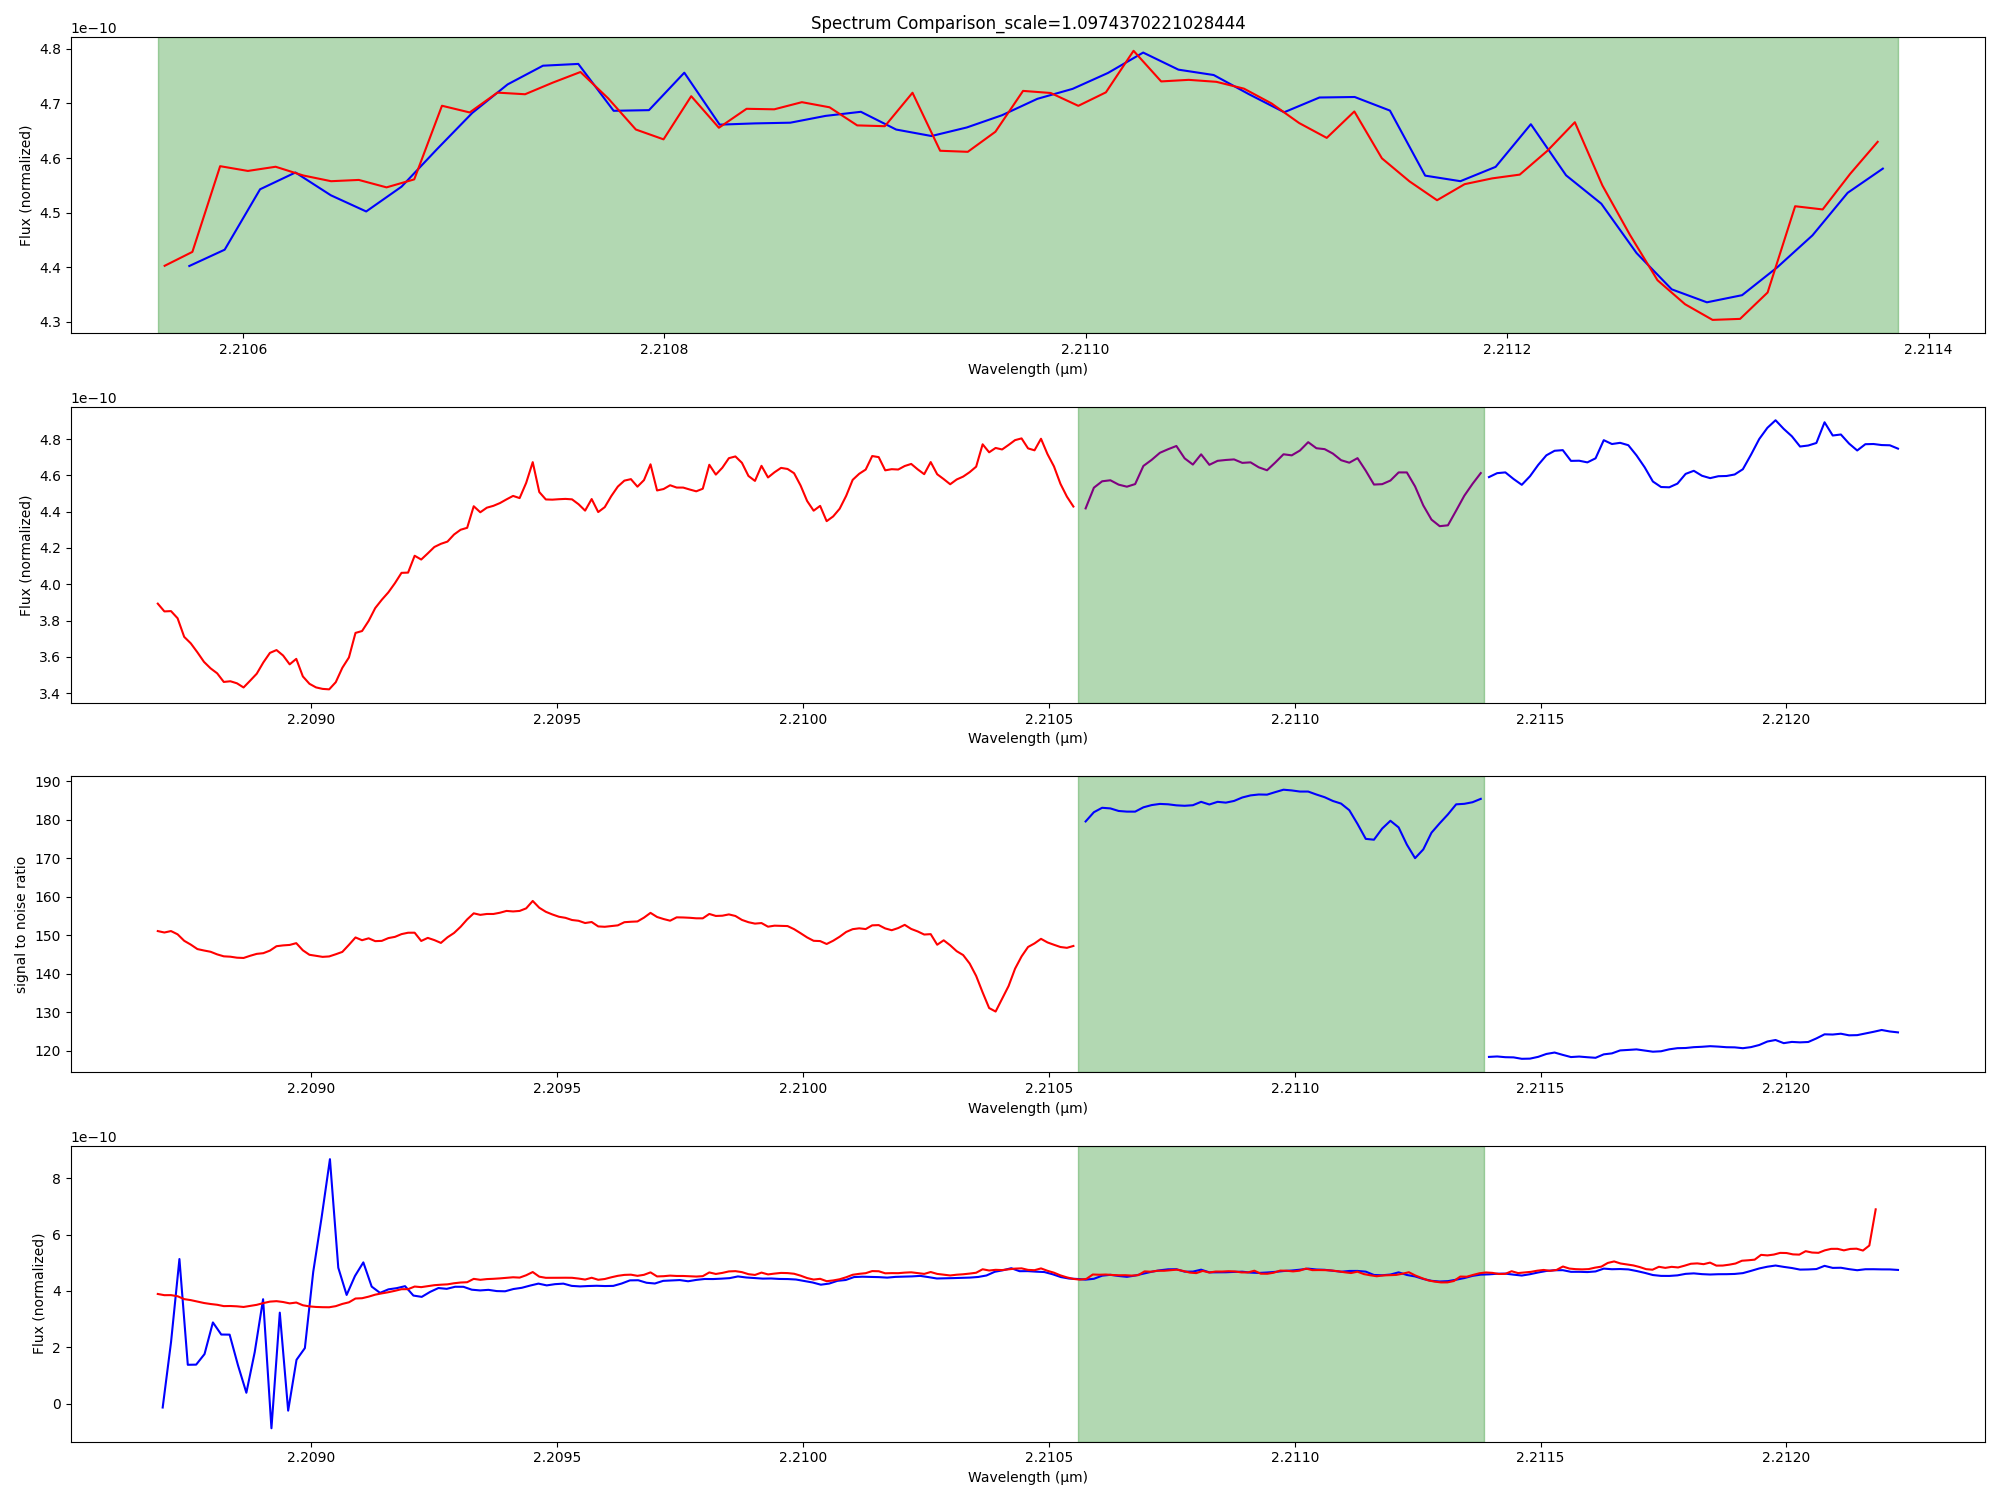 Spectrum Comparison_scale=1.0974370221028444
1e−10
4.8
4.7
4.6
4.5
4.4
4.3
Flux (normalized)
2.2106 2.2108 2.2110 2.2112 2.2114
Wavelength (μm)
1e−10
4.8
4.6
4.4
4.2
4.0
3.8
3.6
3.4
Flux (normalized)
2.2090 2.2095 2.2100 2.2105 2.2110 2.2115 2.2120
Wavelength (μm)
190
180
170
160
150
140
130
120
signal to noise ratio
2.2090 2.2095 2.2100 2.2105 2.2110 2.2115 2.2120
Wavelength (μm)
1e−10
8
6
4
2
0
Flux (normalized)
2.2090 2.2095 2.2100 2.2105 2.2110 2.2115 2.2120
Wavelength (μm)